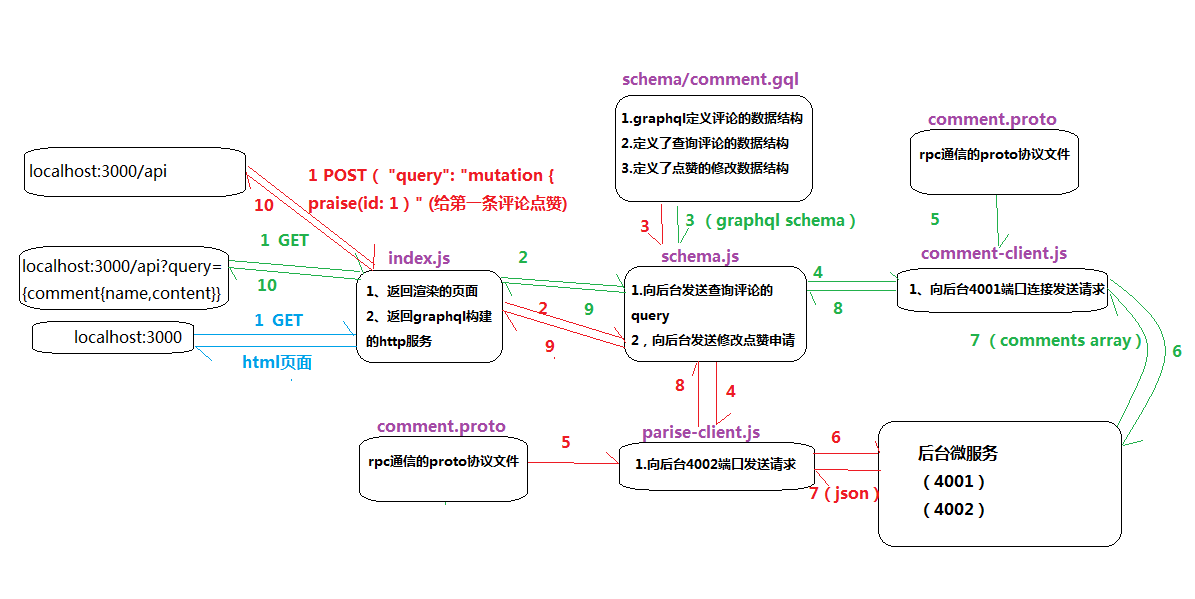 schema/comment.gql
1.graphql定义评论的数据结构
2.定义了查询评论的数据结构
3.定义了点赞的修改数据结构
comment.proto
rpc通信的proto协议文件
localhost:3000/api
1 POST（ "query": "mutation {
praise(id: 1 ）" (给第一条评论点赞)
10
3
3 （graphql schema）
5
1 GET
localhost:3000/api?query=
{comment{name,content}}
10
index.js
1、返回渲染的页面
2、返回graphql构建
的http服务
2
9
2
9
schema.js
1.向后台发送查询评论的
query
2，向后台发送修改点赞申请
4
8
comment-client.js
1、向后台4001端口连接发送请求
localhost:3000
1 GET
html页面
7 （comments array）
6
8
4
comment.proto
rpc通信的proto协议文件
5
parise-client.js
1.向后台4002端口发送请求
6
7（json）
后台微服务
（4001）
（4002）